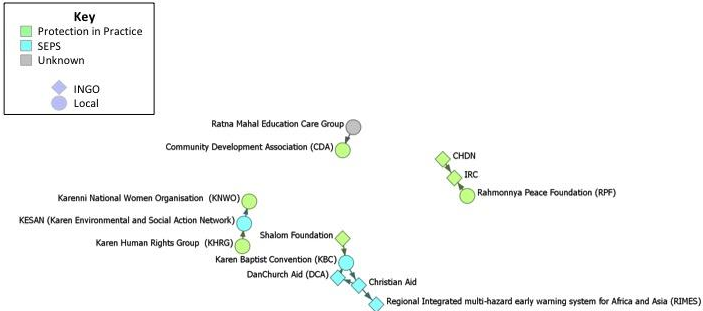 Key
Protection in Practice
SEPS
Unknown
INGO
Local
Ratna Mahal Education Care Group
Community Development Association (CDA)
CHDN
IRC
Rahmonnya Peace Foundation (RPF)
Karenni National Women Organisation (KNWO)
KESAN (Karen Environmental and Social Action Network)
Karen Human Rights Group (KHRG)
Shalom Foundation
Karen Baptist Convention (KBC)
DanChurch Aid (DCA)
Christian Aid
Regional Integrated multi-hazard early warning system for Africa and Asia (RIMES)